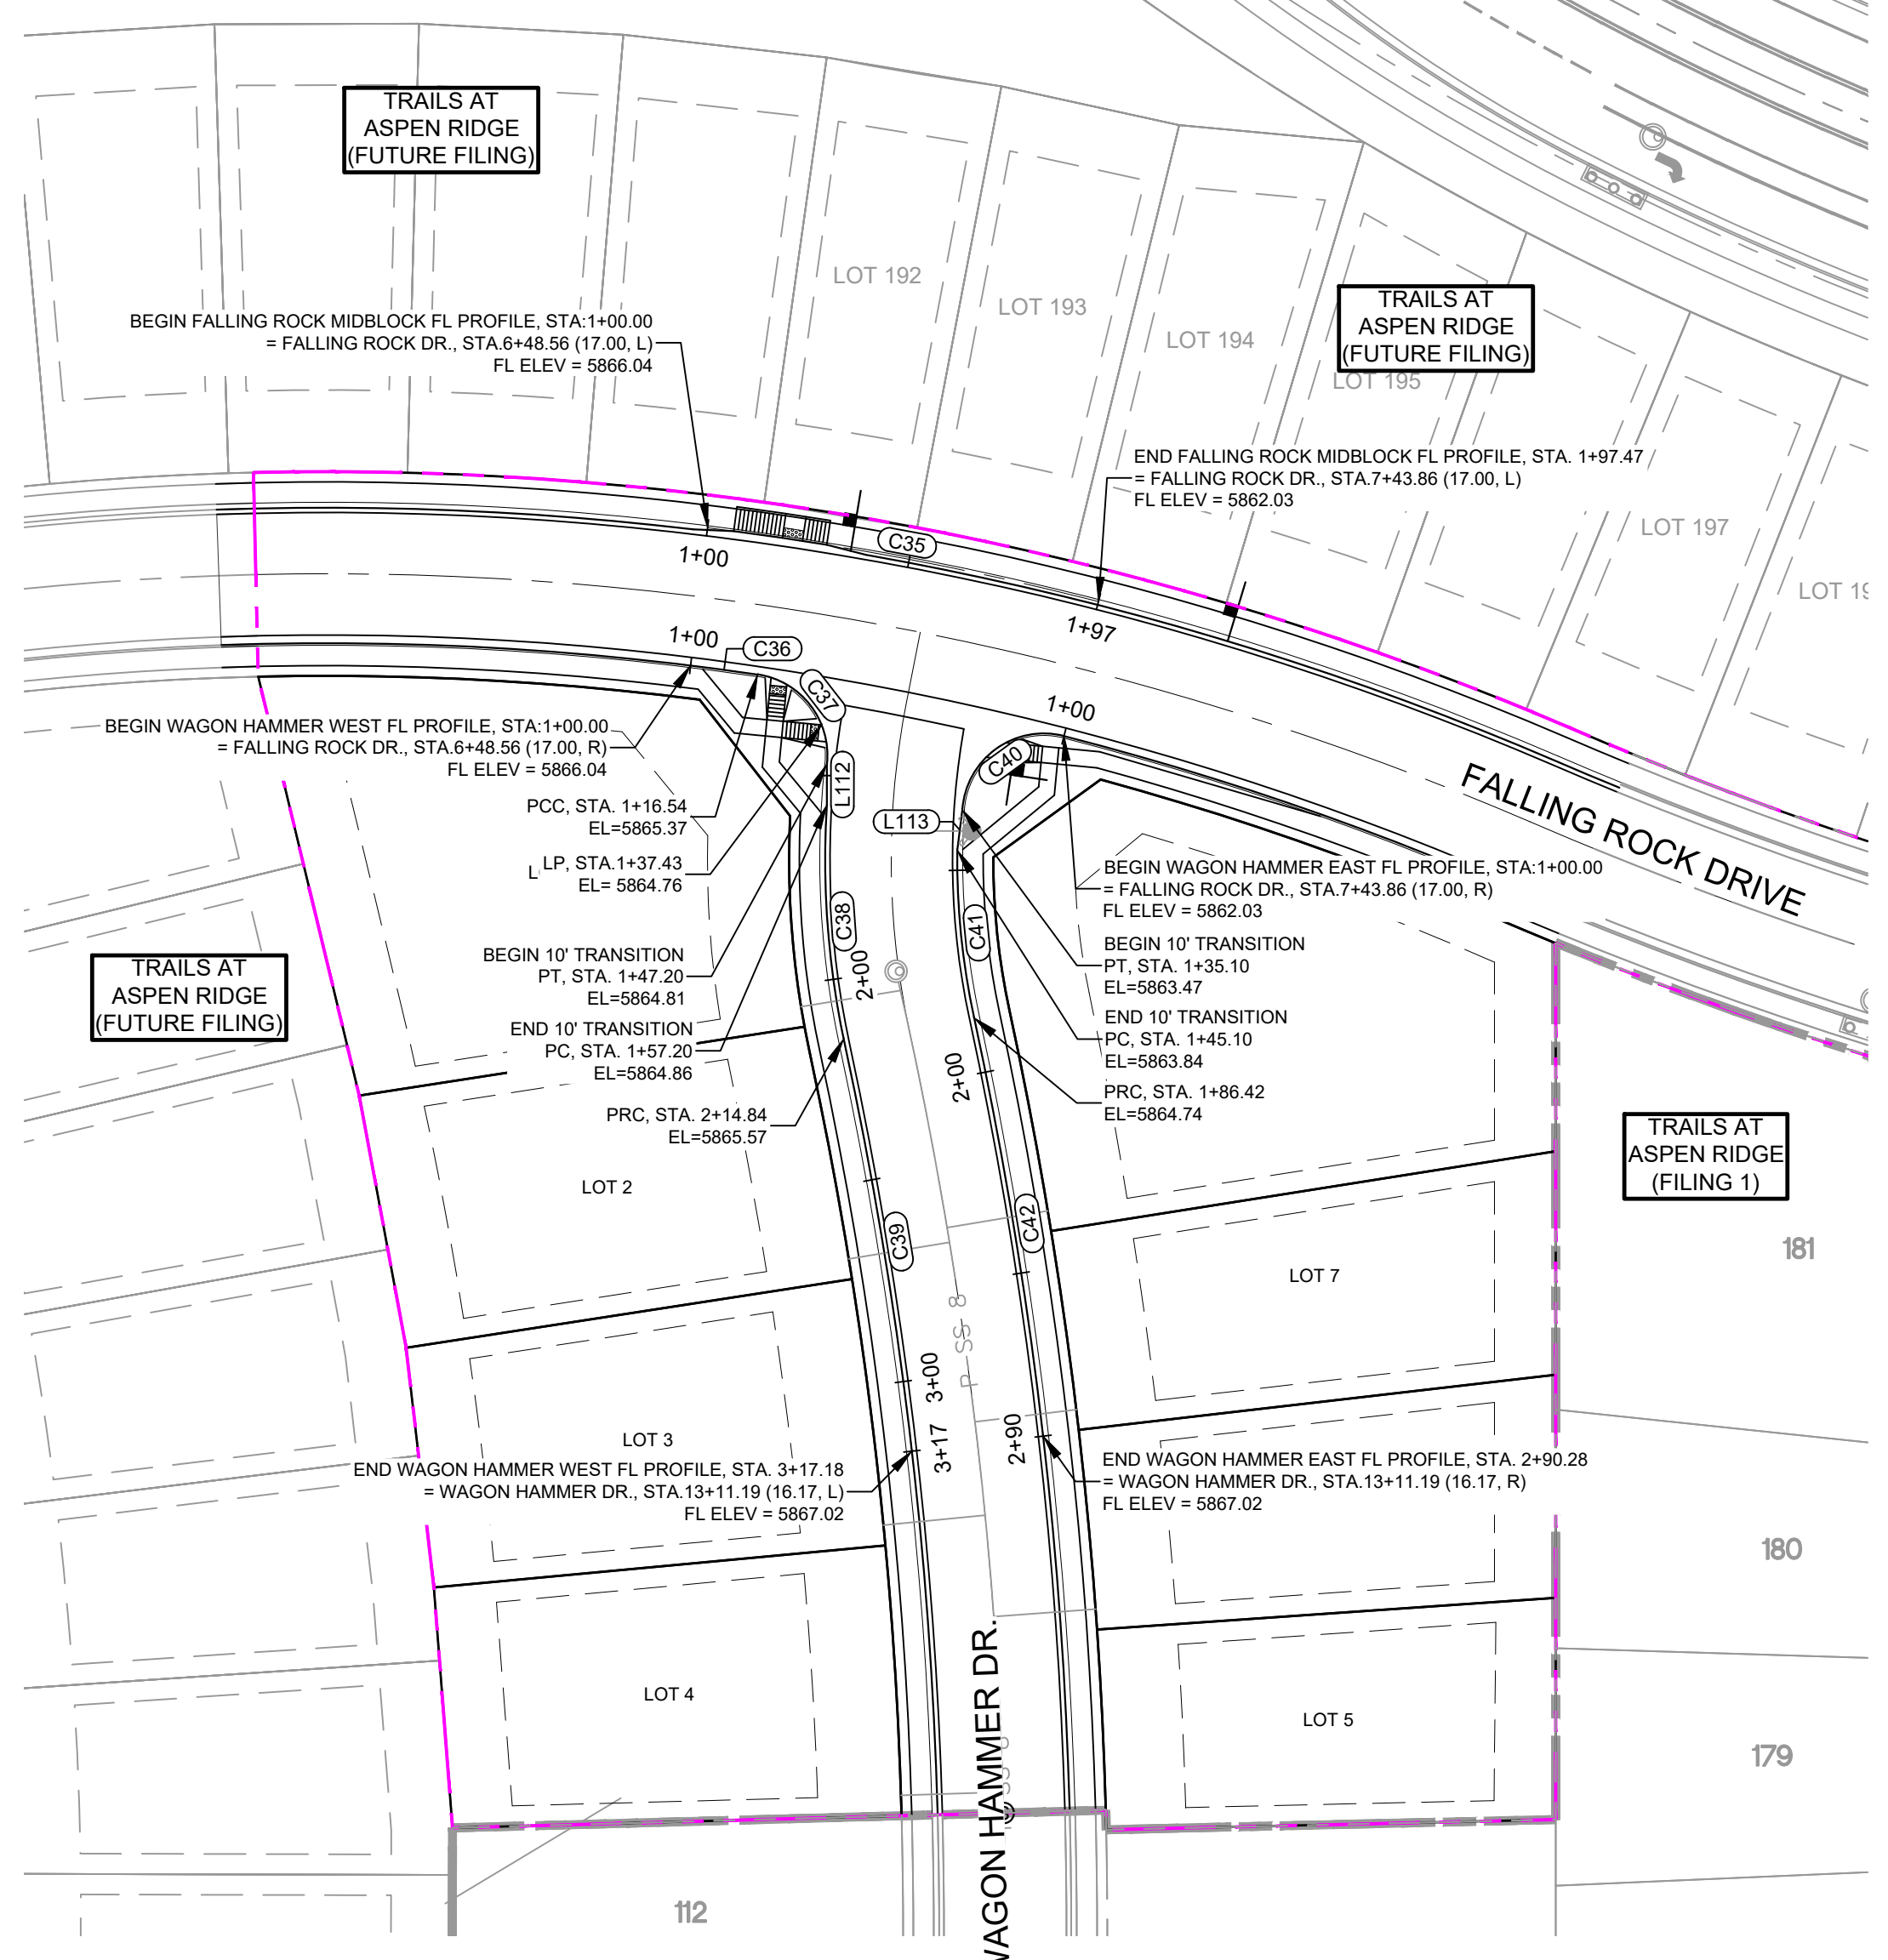 TRAILS AT
ASPEN RIDGE
(FUTURE FILING)
LOT 192
LOT 193
LOT 194
LOT 195
TRAILS AT
ASPEN RIDGE
(FUTURE FILING)
LOT 197
BEGIN FALLING ROCK MIDBLOCK FL PROFILE, STA:1+00.00
= FALLING ROCK DR., STA.6+48.56 (17.00, L)
FL ELEV = 5866.04
END FALLING ROCK MIDBLOCK FL PROFILE, STA. 1+97.47
= FALLING ROCK DR., STA.7+43.86 (17.00, L)
FL ELEV = 5862.03
1+00
C35
1+97
1+00
C36
C37
1+00
C40
L112
L113
FALLING ROCK DRIVE
BEGIN WAGON HAMMER WEST FL PROFILE, STA:1+00.00
= FALLING ROCK DR., STA.6+48.56 (17.00, R)
FL ELEV = 5866.04
PCC, STA. 1+16.54
EL=5865.37
LP, STA.1+37.43
EL= 5864.76
BEGIN 10' TRANSITION
PT, STA. 1+47.20
EL=5864.81
END 10' TRANSITION
PC, STA. 1+57.20
EL=5864.86
PRC, STA. 2+14.84
EL=5865.57
C38
C41
2+00
2+00
BEGIN WAGON HAMMER EAST FL PROFILE, STA:1+00.00
= FALLING ROCK DR., STA.7+43.86 (17.00, R)
FL ELEV = 5862.03
BEGIN 10' TRANSITION
PT, STA. 1+35.10
EL=5863.47
END 10' TRANSITION
PC, STA. 1+45.10
EL=5863.84
PRC, STA. 1+86.42
EL=5864.74
TRAILS AT
ASPEN RIDGE
(FUTURE FILING)
TRAILS AT
ASPEN RIDGE
(FILING 1)
LOT 2
C39
C42
LOT 7
181
P SS 8
3+00
3+17
2+90
LOT 3
END WAGON HAMMER WEST FL PROFILE, STA. 3+17.18
= WAGON HAMMER DR., STA.13+11.19 (16.17, L)
FL ELEV = 5867.02
END WAGON HAMMER EAST FL PROFILE, STA. 2+90.28
= WAGON HAMMER DR., STA.13+11.19 (16.17, R)
FL ELEV = 5867.02
180
LOT 4
LOT 5
179
WAGON HAMMER DR.
112